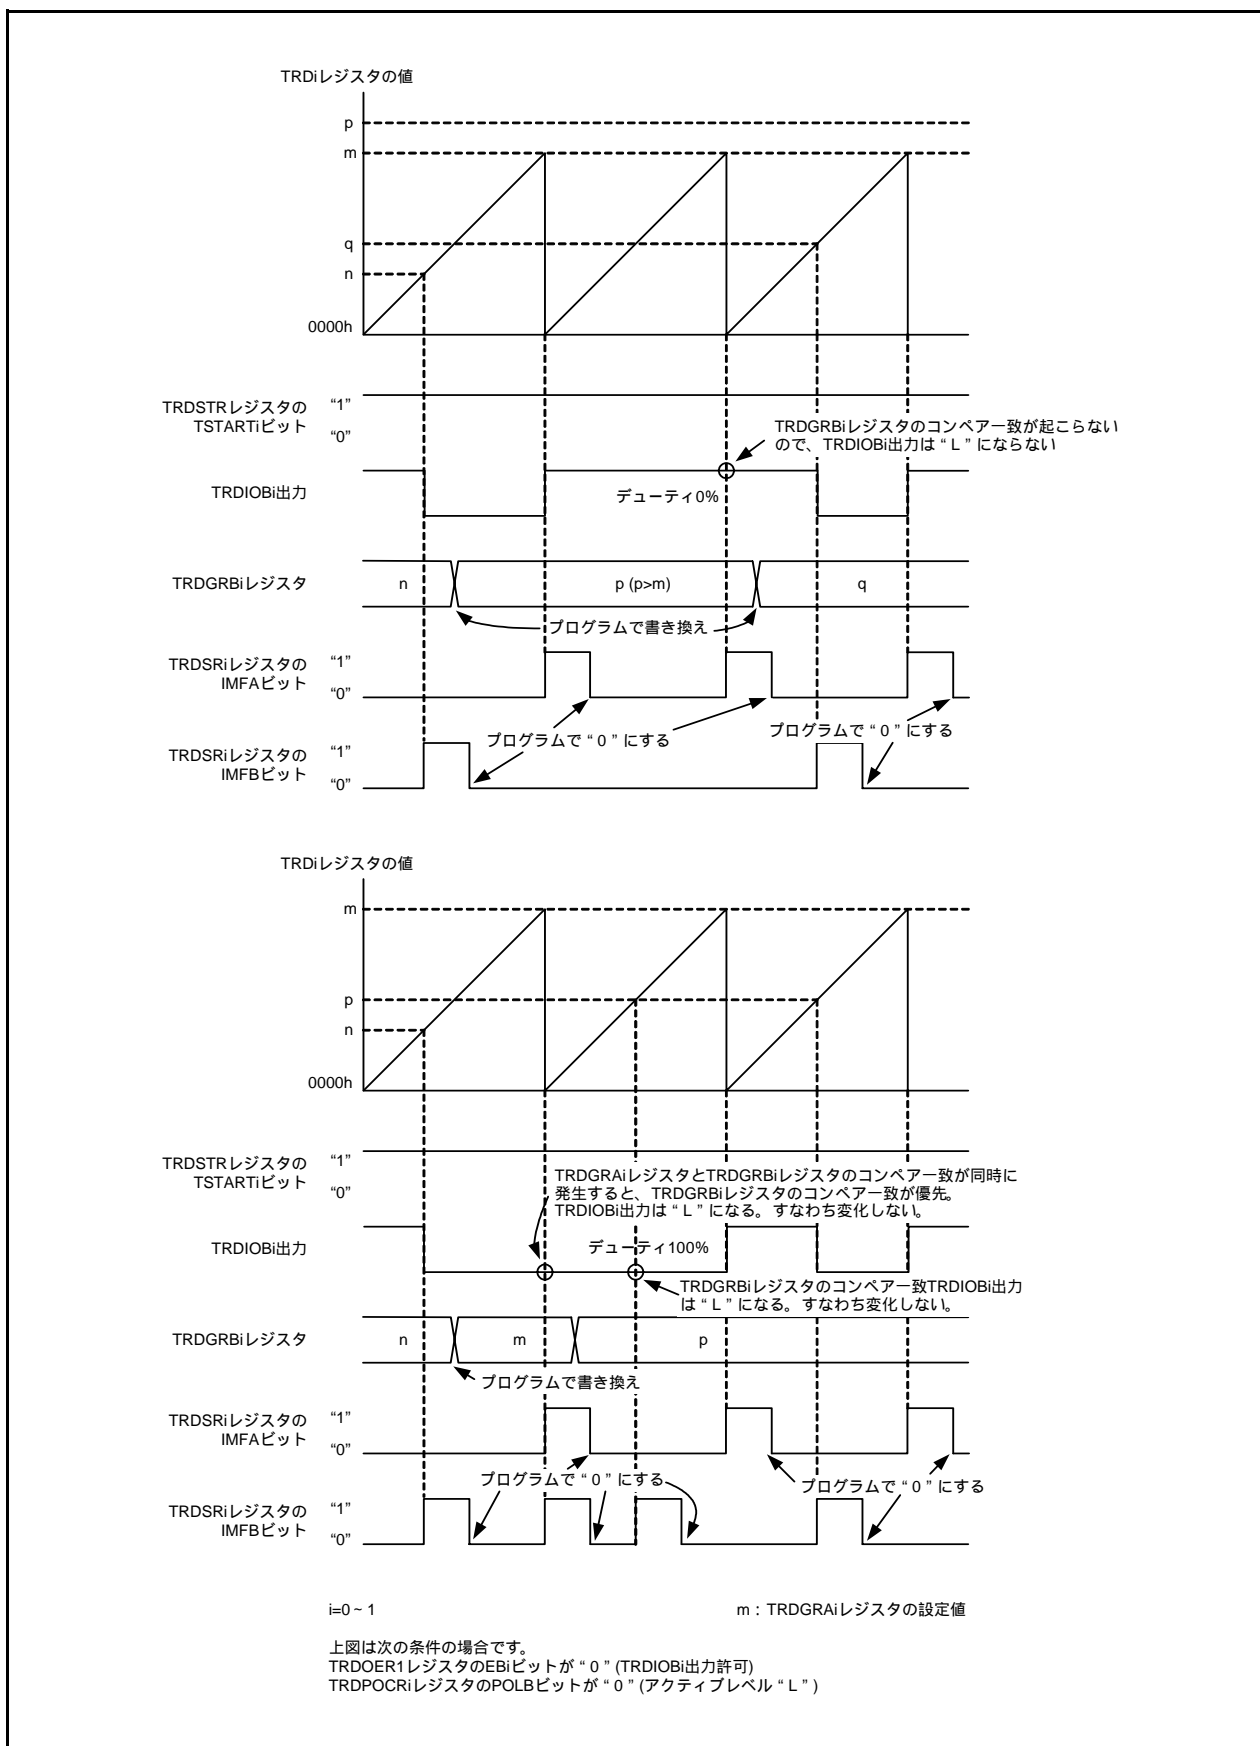 TRDiレジスタの値
p
m
q
n
0000h
TRDSTRレジスタの
TSTARTiビット
“1”
“0”
TRDGRBiレジスタのコンペア一致が起こらない
ので、TRDIOBi出力は “ L ” にならない
TRDIOBi出力
デューティ0%
TRDGRBiレジスタ
n
p (p>m)
q
プログラムで書き換え
TRDSRiレジスタの
IMFAビット
“1”
“0”
プログラムで “ 0 ” にする
プログラムで “ 0 ” にする
TRDSRiレジスタの
IMFBビット
“1”
“0”
TRDiレジスタの値
m
p
n
0000h
TRDSTRレジスタの
TSTARTiビット
“1”
“0”
TRDGRAiレジスタとTRDGRBiレジスタのコンペア一致が同時に
発生すると、TRDGRBiレジスタのコンペア一致が優先。
TRDIOBi出力は “ L ” になる。すなわち変化しない。
TRDIOBi出力
デューティ100%
TRDGRBiレジスタのコンペア一致TRDIOBi出力
は “ L ” になる。すなわち変化しない。
TRDGRBiレジスタ
n
m
p
プログラムで書き換え
TRDSRiレジスタの
IMFAビット
“1”
“0”
プログラムで “ 0 ” にする
プログラムで “ 0 ” にする
TRDSRiレジスタの
IMFBビット
“1”
“0”
i=0 ~ 1
m : TRDGRAiレジスタの設定値
上図は次の条件の場合です。
TRDOER1レジスタのEBiビットが “ 0 ” (TRDIOBi出力許可)
TRDPOCRiレジスタのPOLBビットが “ 0 ” (アクティブレベル “ L ” )